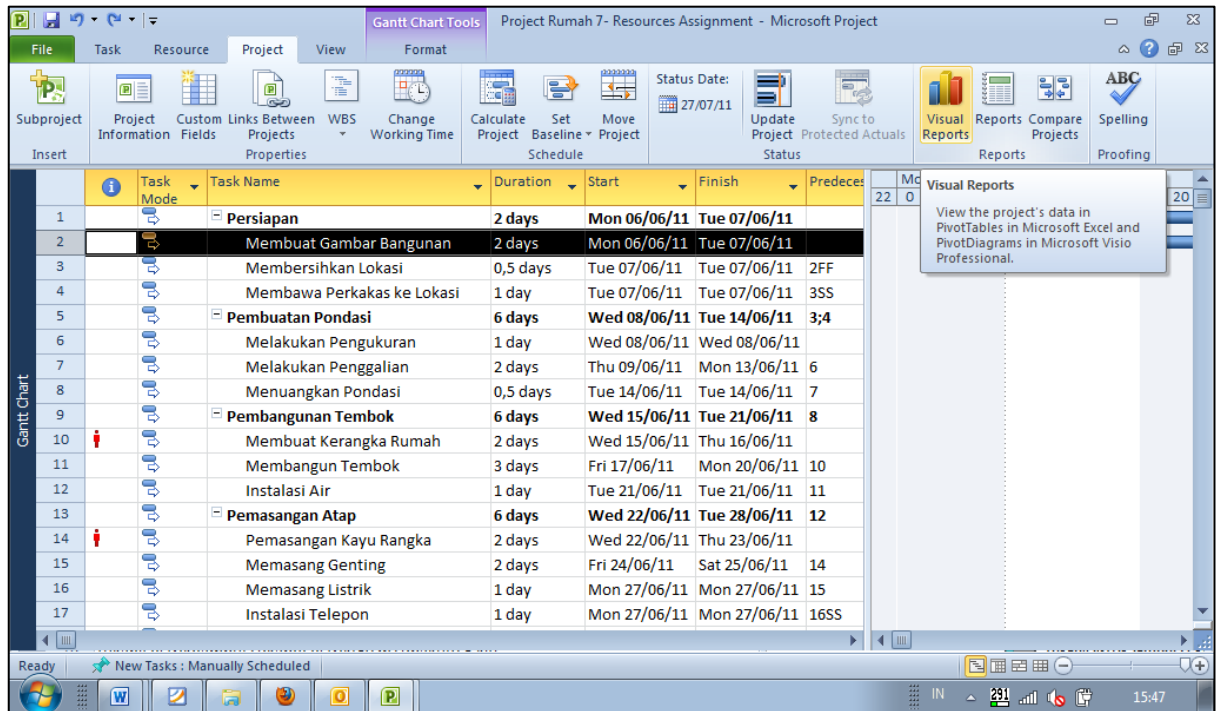 Gantt Chart Tools Project Rumah 7- Resources Assignment - Microsoft Project
File Task Resource Project View Format
Subproject
Project Information
Custom Fields
Links Between Projects
WBS
Change Working Time
Calculate Project
Set Baseline
Move Project
Status Date:
27/07/11
Update Project
Sync to Protected Actuals
Visual Reports
Reports
Compare Projects
ABC
Spelling
Insert Properties Schedule Status Reports Proofing
Task Mode Task Name Duration Start Finish Predeces
22 0 20
1 Persiapan 2 days Mon 06/06/11 Tue 07/06/11
2 Membuat Gambar Bangunan 2 days Mon 06/06/11 Tue 07/06/11
3 Membersihkan Lokasi 0,5 days Tue 07/06/11 Tue 07/06/11 2FF
4 Membawa Perkakas ke Lokasi 1 day Tue 07/06/11 Tue 07/06/11 3SS
5 Pembuatan Pondasi 6 days Wed 08/06/11 Tue 14/06/11 3;4
6 Melakukan Pengukuran 1 day Wed 08/06/11 Wed 08/06/11
7 Melakukan Penggalian 2 days Thu 09/06/11 Mon 13/06/11 6
8 Menuangkan Pondasi 0,5 days Tue 14/06/11 Tue 14/06/11 7
9 Pembangunan Tembok 6 days Wed 15/06/11 Tue 21/06/11 8
10 Membuat Kerangka Rumah 2 days Wed 15/06/11 Thu 16/06/11
11 Membangun Tembok 3 days Fri 17/06/11 Mon 20/06/11 10
12 Instalasi Air 1 day Tue 21/06/11 Tue 21/06/11 11
13 Pemasangan Atap 6 days Wed 22/06/11 Tue 28/06/11 12
14 Pemasangan Kayu Rangka 2 days Wed 22/06/11 Thu 23/06/11
15 Memasang Genting 2 days Fri 24/06/11 Sat 25/06/11 14
16 Memasang Listrik 1 day Mon 27/06/11 Mon 27/06/11 15
17 Instalasi Telepon 1 day Mon 27/06/11 Mon 27/06/11 16SS
Visual Reports
View the project's data in
PivotTables in Microsoft Excel and
PivotDiagrams in Microsoft Visio
Professional.
Gantt Chart
Ready New Tasks : Manually Scheduled
IN 291 15:47